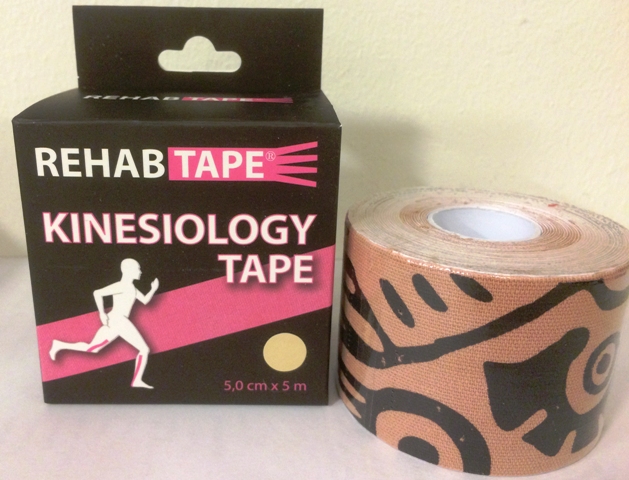 REHAB TAPE
REHAB TAPE®
KINESIOLOGY
TAPE
5,0 cm x 5 m